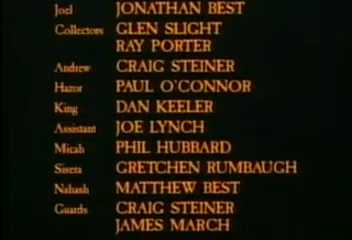 Joel JONATHAN BEST
Collectors GLEN SLIGHT
RAY PORTER
Andrew CRAIG STEINER
Hazor PAUL O'CONNOR
King DAN KEELER
Assistant JOE LYNCH
Micah PHIL HUBBARD
Sisera GRETCHEN RUMBAUGH
Nahash MATTHEW BEST
Guards CRAIG STEINER
JAMES MARCH